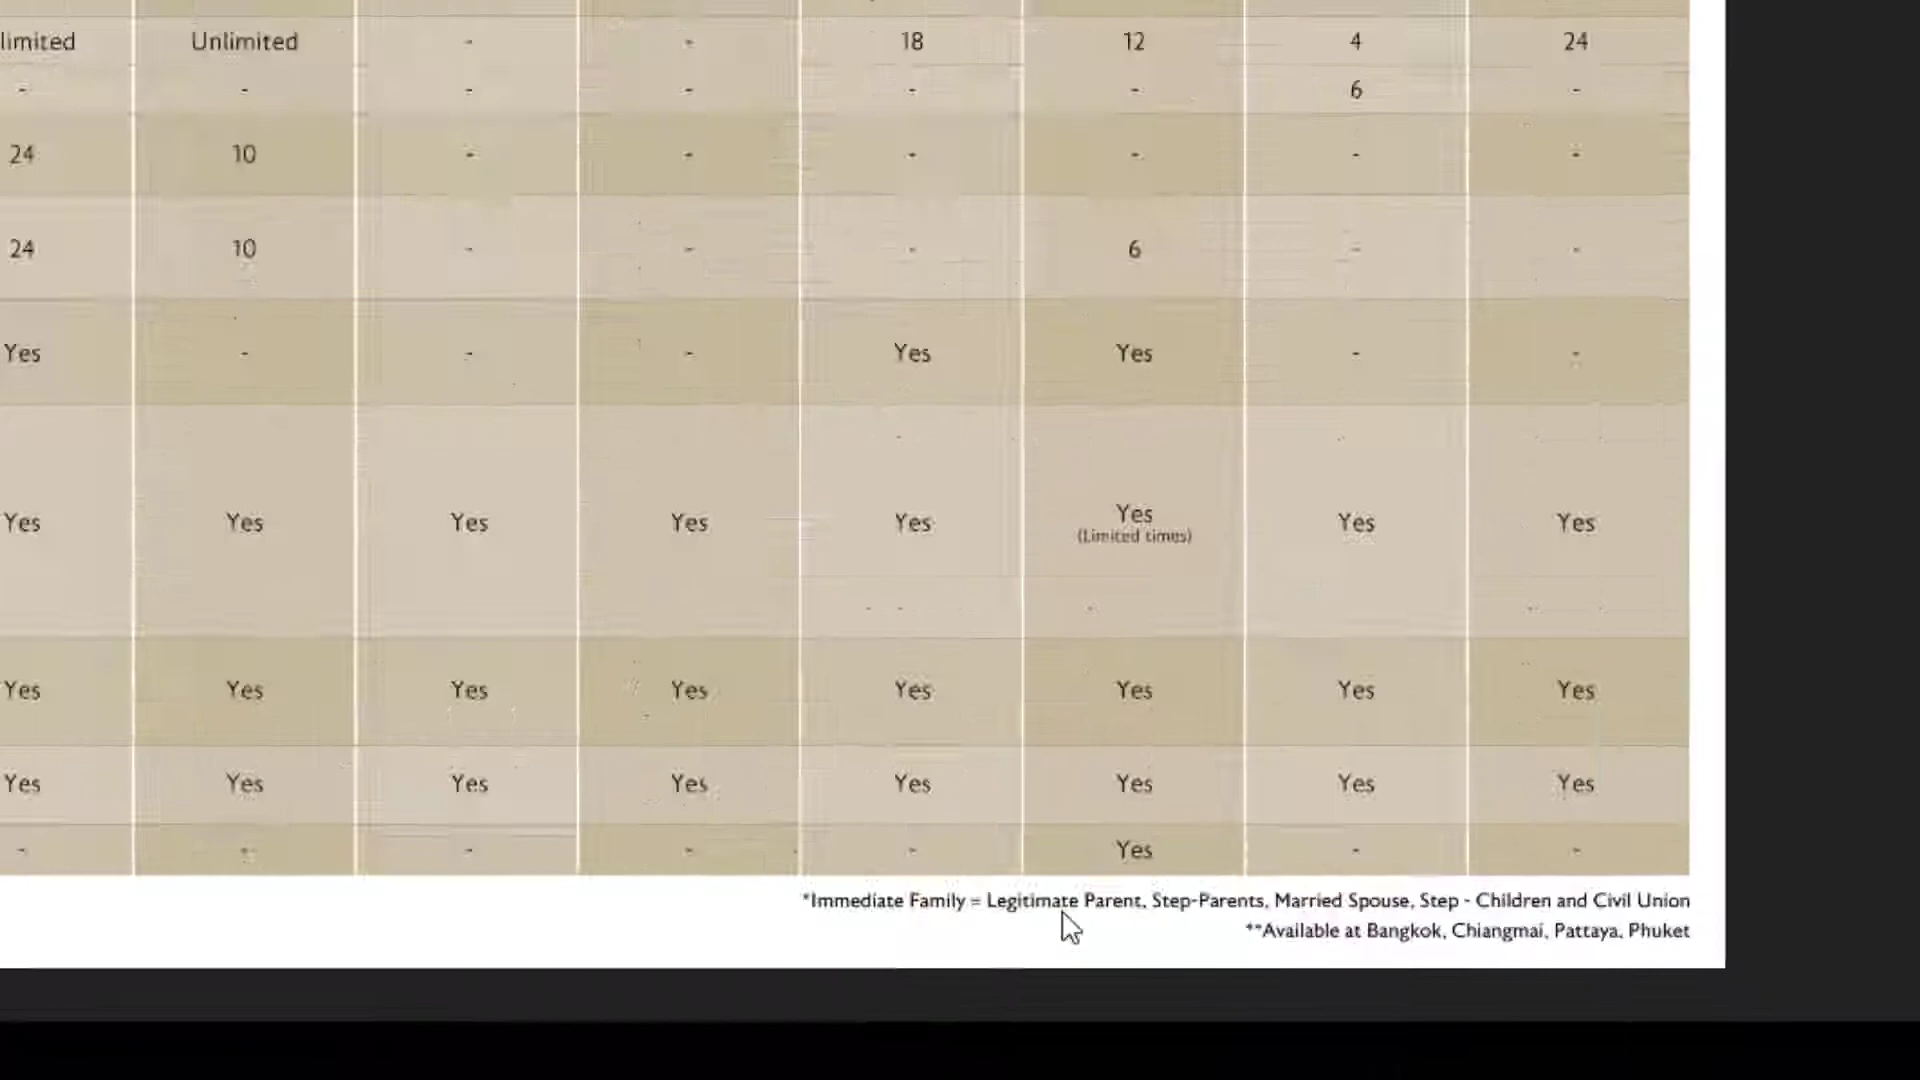 limited Unlimited - - 18 12 4 24
- - - - - - 6 -
24 10 - - - - - -
24 10 - - - 6 - -
Yes - - - Yes Yes - -
Yes Yes Yes Yes Yes Yes Yes Yes
(Limited times)
Yes Yes Yes Yes Yes Yes Yes Yes
Yes Yes Yes Yes Yes Yes Yes Yes
- - - - - Yes - -
*Immediate Family = Legitimate Parent, Step-Parents, Married Spouse, Step - Children and Civil Union
**Available at Bangkok, Chiangmai, Pattaya, Phuket